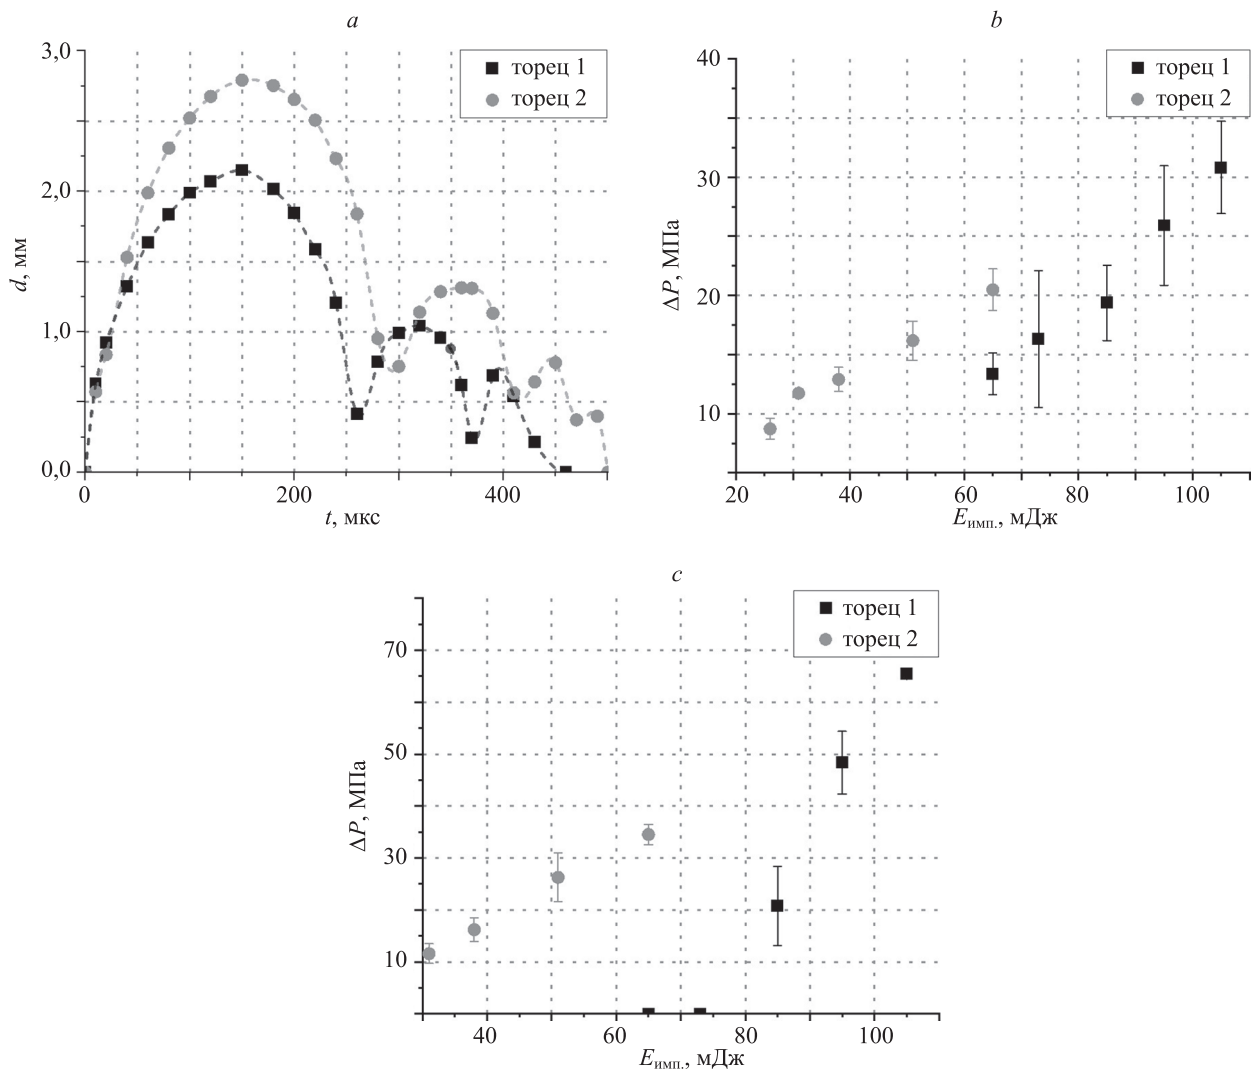 a
3,0
2,0
1,0
0,0
0
200
400
d, мм
t, мкс
торец 1
торец 2
b
40
30
20
10
20
40
60
80
100
ΔP, МПа
Eимп., мДж
торец 1
торец 2
c
70
50
30
10
40
60
80
100
ΔP, МПа
Eимп., мДж
торец 1
торец 2